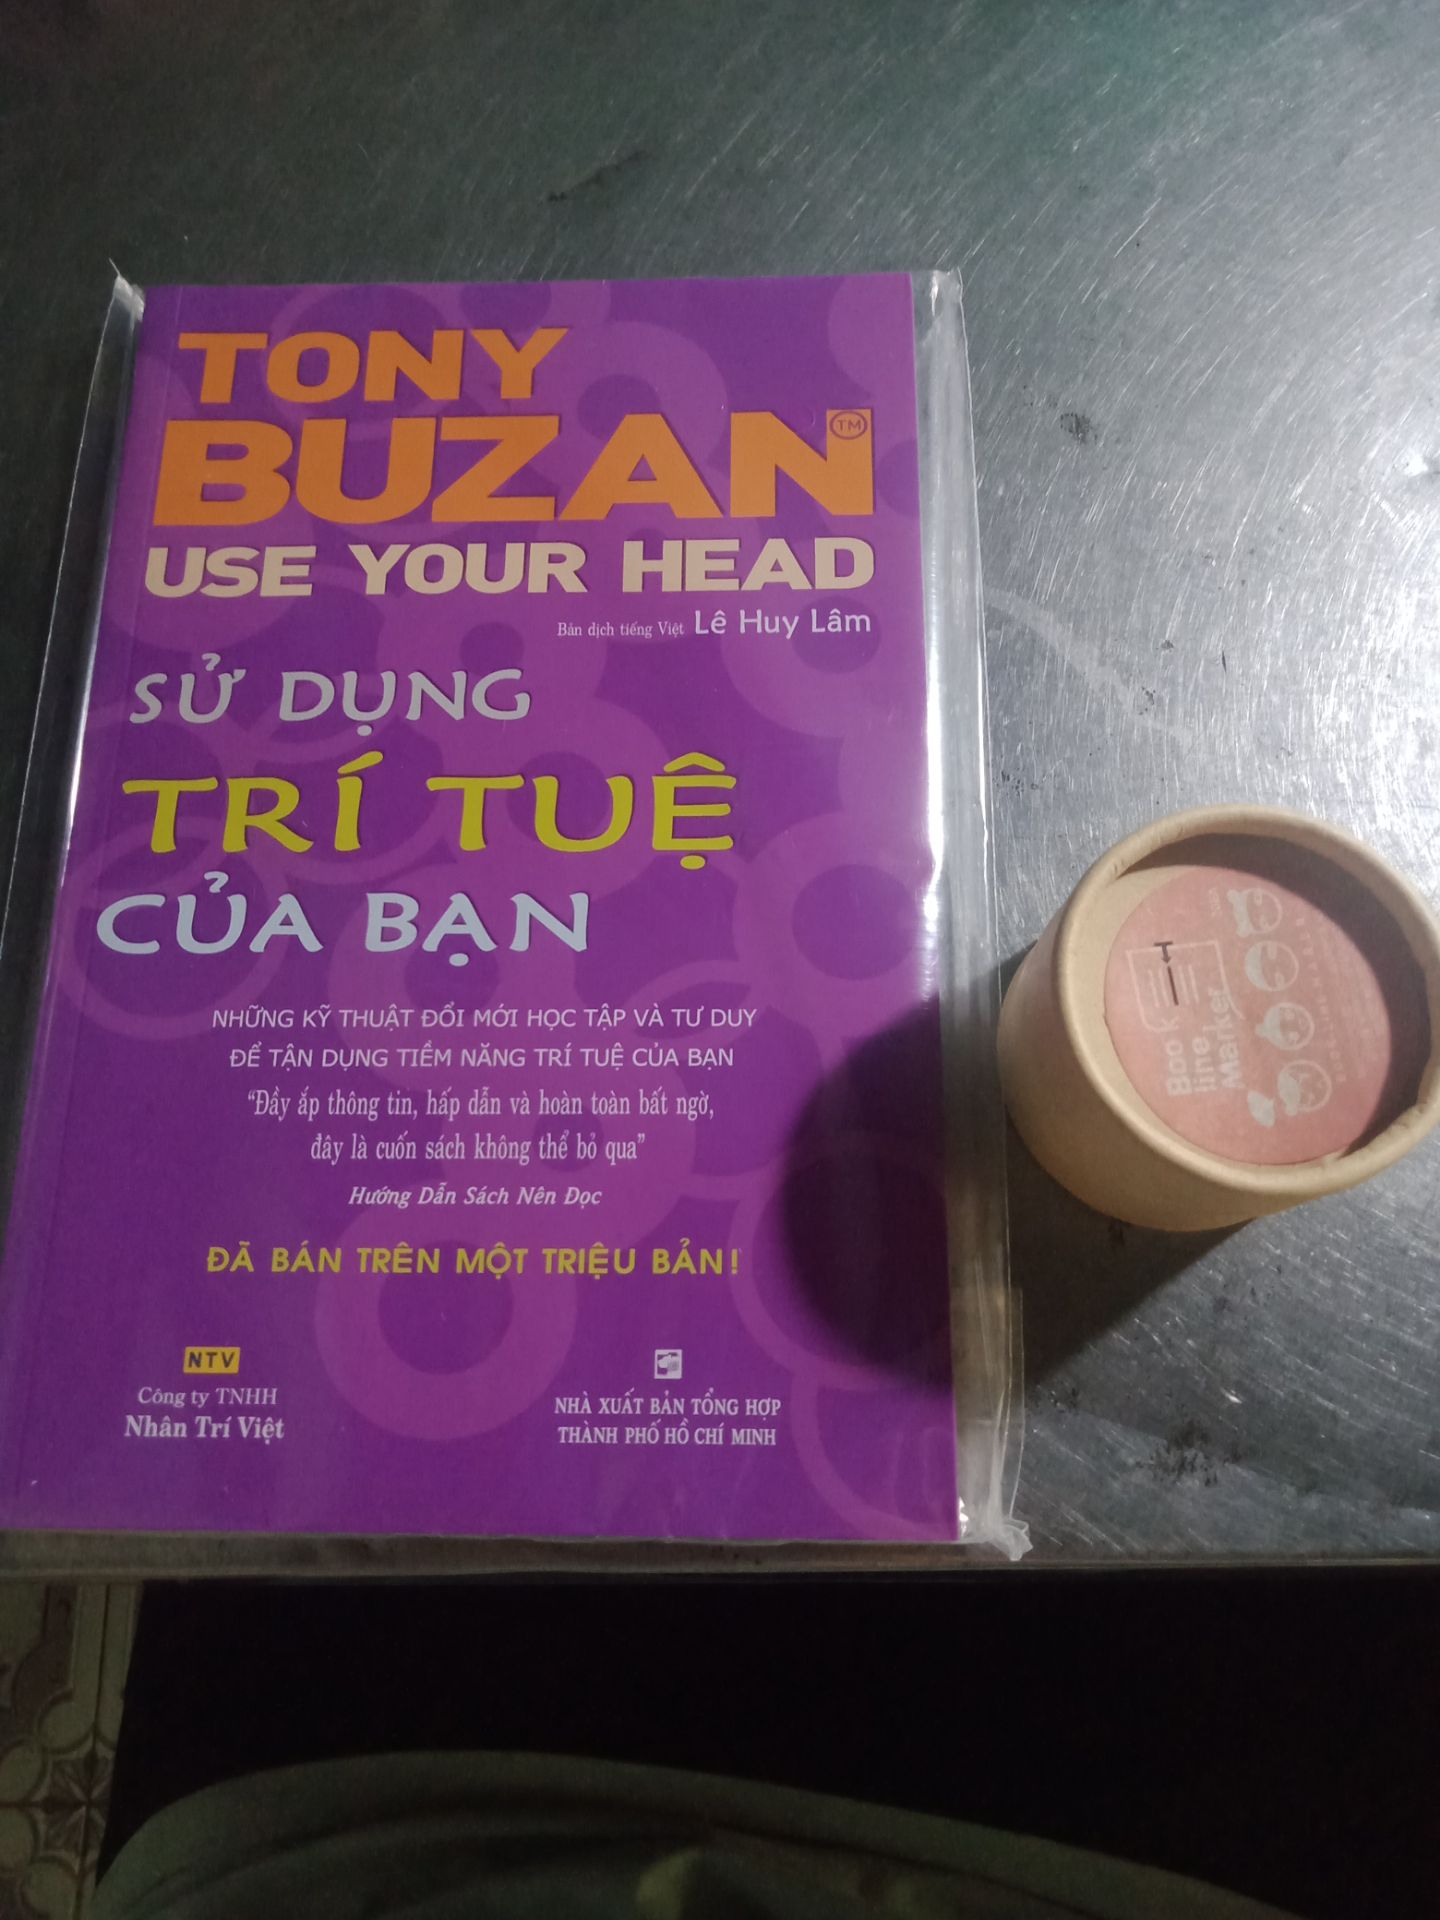 TONY
BUZAN™
USE YOUR HEAD
Bản dịch tiếng Việt Lê Huy Lâm
SỬ DỤNG
TRÍ TUỆ
CỦA BẠN
NHỮNG KỸ THUẬT ĐỔI MỚI HỌC TẬP VÀ TƯ DUY
ĐỂ TẬN DỤNG TIỀM NĂNG TRÍ TUỆ CỦA BẠN
“Đầy ắp thông tin, hấp dẫn và hoàn toàn bất ngờ,
đây là cuốn sách không thể bỏ qua”
Hướng Dẫn Sách Nên Đọc
ĐÃ BÁN TRÊN MỘT TRIỆU BẢN!
NTV
Công ty TNHH
Nhân Trí Việt
NHÀ XUẤT BẢN TỔNG HỢP
THÀNH PHỐ HỒ CHÍ MINH
Book
line
Marker